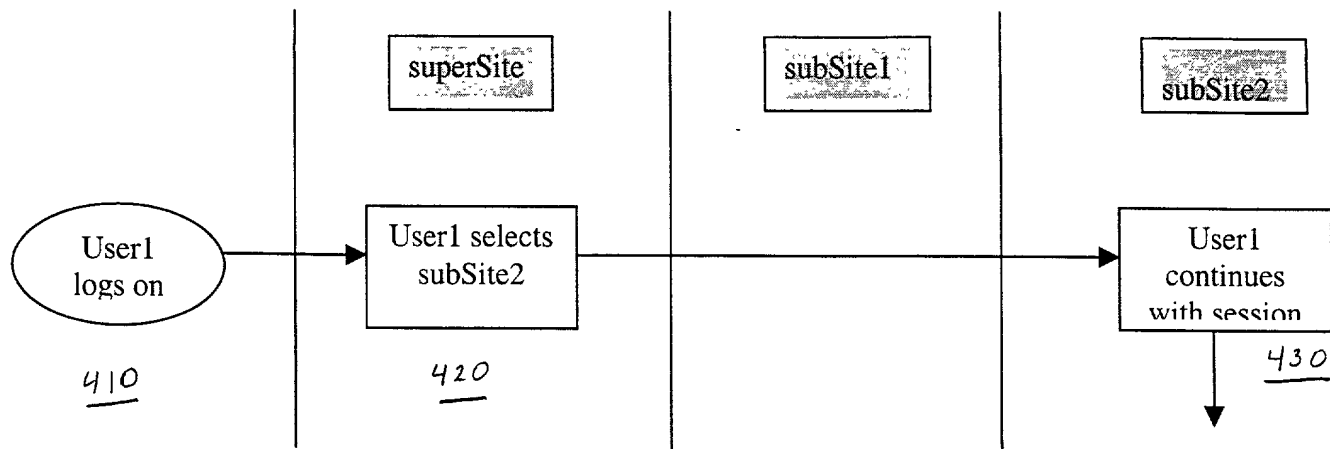 superSite
subSite1
subSite2
User1
logs on
User1 selects
subSite2
User1
continues
with session
410
420
430